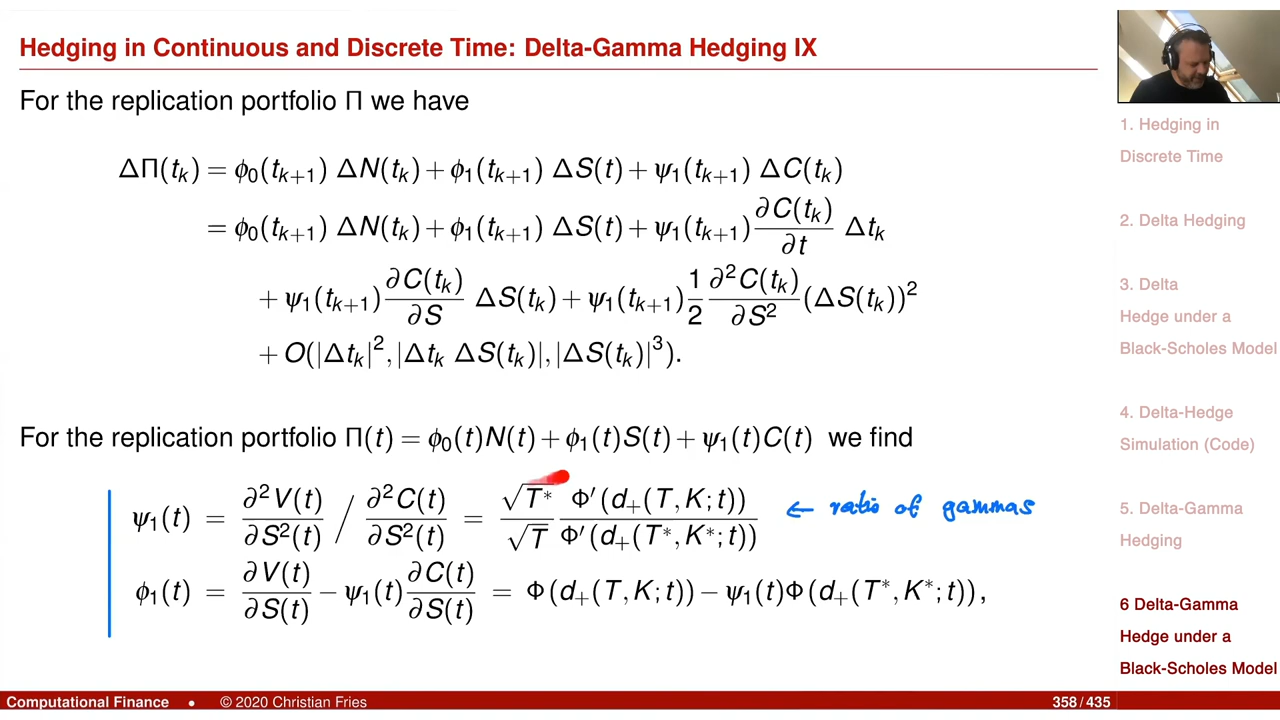 Hedging in Continuous and Discrete Time: Delta-Gamma Hedging IX
For the replication portfolio Π we have
ΔΠ(t_k) = ϕ_0(t_{k+1}) ΔN(t_k) + ϕ_1(t_{k+1}) ΔS(t) + ψ_1(t_{k+1}) ΔC(t_k)
= ϕ_0(t_{k+1}) ΔN(t_k) + ϕ_1(t_{k+1}) ΔS(t) + ψ_1(t_{k+1}) ∂C(t_k)/∂t Δt_k
+ ψ_1(t_{k+1}) ∂C(t_k)/∂S ΔS(t_k) + ψ_1(t_{k+1}) 1/2 ∂²C(t_k)/∂S² (ΔS(t_k))²
+ O(|Δt_k|², |Δt_k ΔS(t_k)|, |ΔS(t_k)|³).
For the replication portfolio Π(t) = ϕ_0(t)N(t) + ϕ_1(t)S(t) + ψ_1(t)C(t) we find
ψ_1(t) = ∂²V(t)/∂S²(t) / ∂²C(t)/∂S²(t) = √T*/√T Φ′(d_+(T,K;t))/Φ′(d_+(T*,K*;t)) ← ratio of gammas
ϕ_1(t) = ∂V(t)/∂S(t) − ψ_1(t) ∂C(t)/∂S(t) = Φ(d_+(T,K;t)) − ψ_1(t)Φ(d_+(T*,K*;t)),
1. Hedging in
Discrete Time
2. Delta Hedging
3. Delta
Hedge under a
Black-Scholes Model
4. Delta-Hedge
Simulation (Code)
5. Delta-Gamma
Hedging
6 Delta-Gamma
Hedge under a
Black-Scholes Model
Computational Finance • © 2020 Christian Fries 358/435